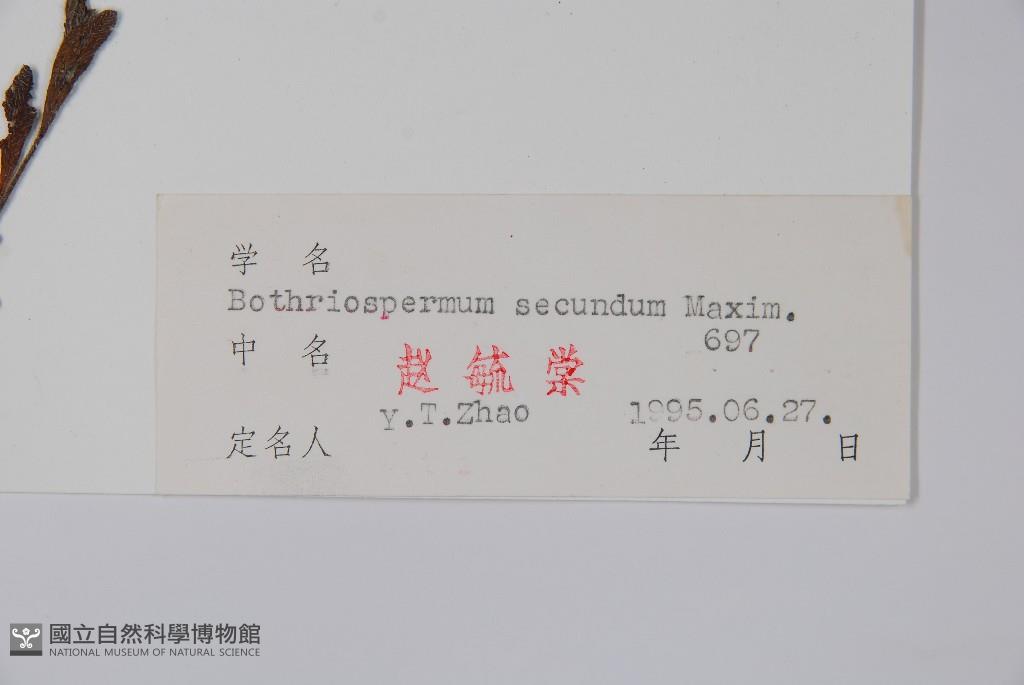 学 名
Bothriospermum secundum Maxim.
697
中 名
赵 毓 棠
y.T.Zhao 1995.06.27.
定名人 年 月 日
國立自然科學博物館
NATIONAL MUSEUM OF NATURAL SCIENCE